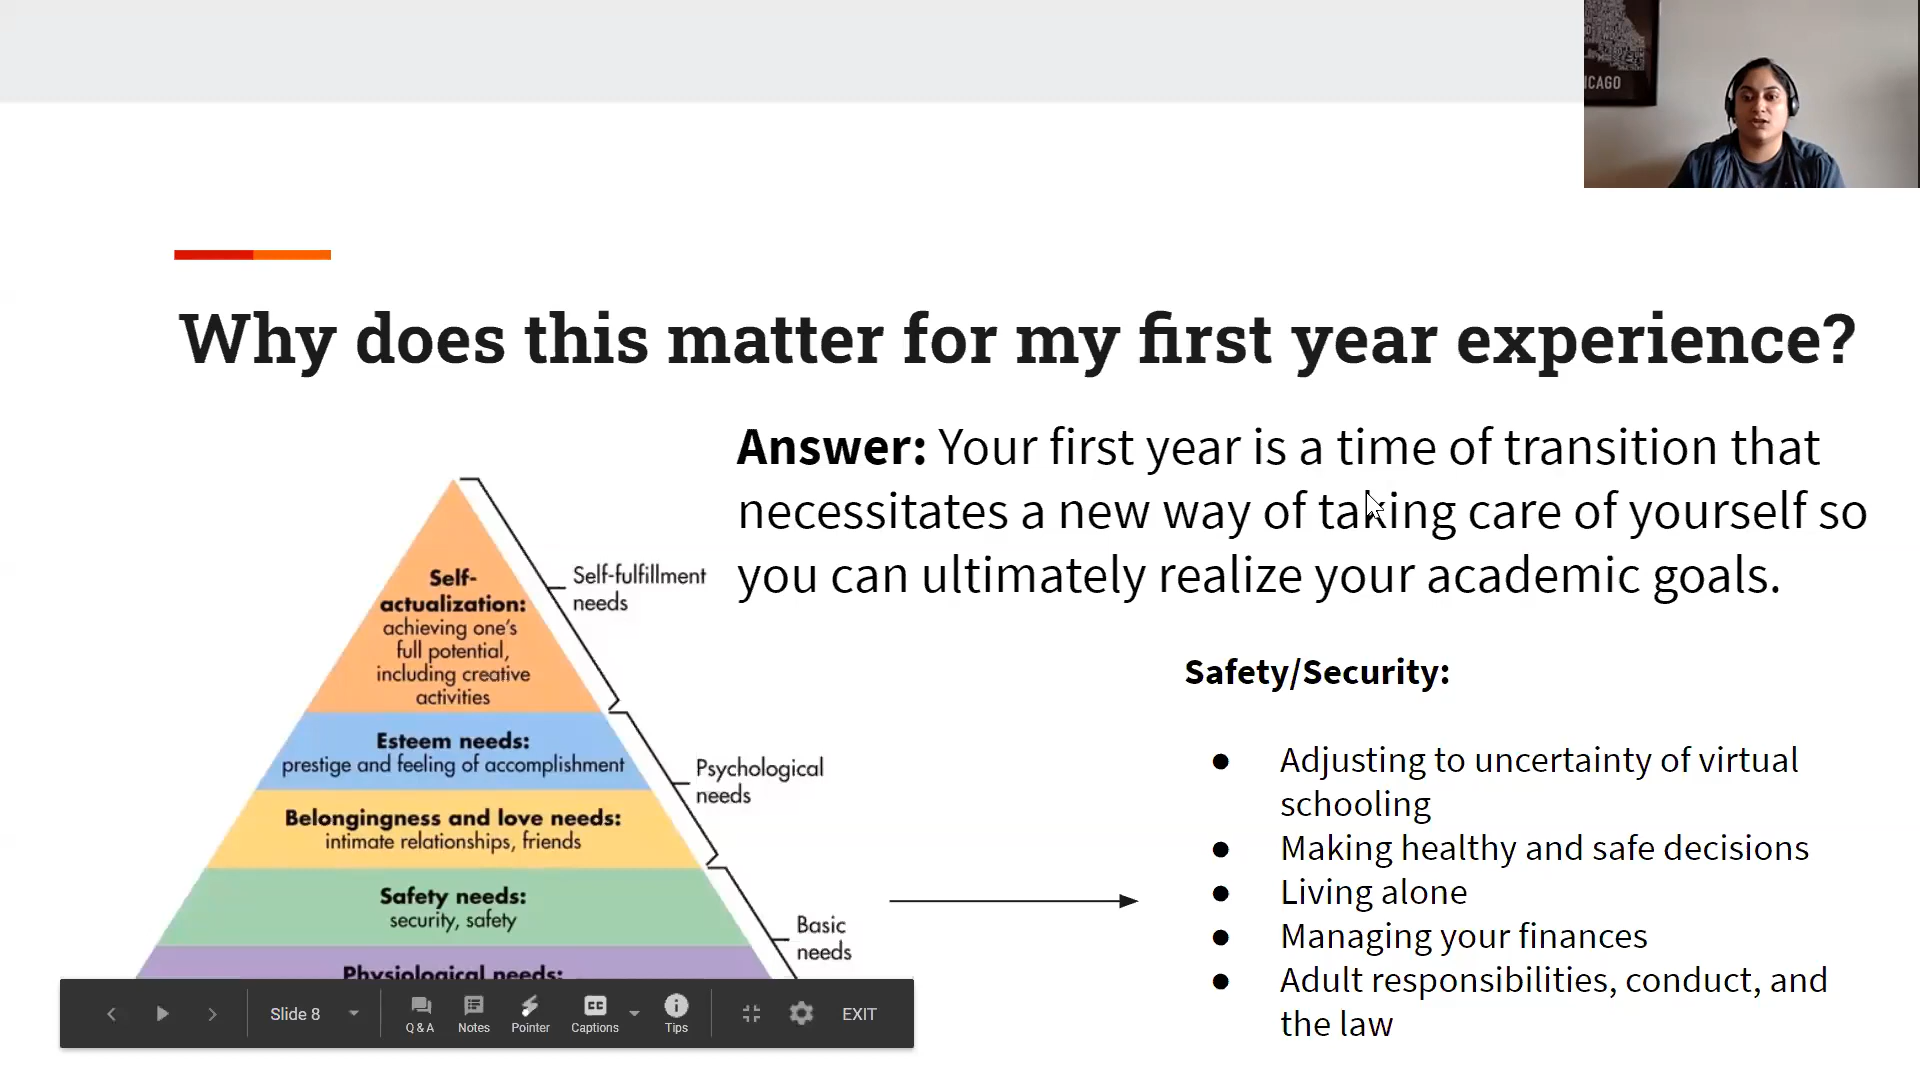 ICAGO
Why does this matter for my first year experience?
Answer: Your first year is a time of transition that
necessitates a new way of taking care of yourself so
you can ultimately realize your academic goals.
Self-
actualization:
achieving one's
full potential,
including creative
activities
Self-fulfillment
needs
Esteem needs:
prestige and feeling of accomplishment
Psychological
needs
Belongingness and love needs:
intimate relationships, friends
Safety needs:
security, safety
Basic
needs
Physiological needs:
Safety/Security:
● Adjusting to uncertainty of virtual
schooling
● Making healthy and safe decisions
● Living alone
● Managing your finances
● Adult responsibilities, conduct, and
the law
Slide 8
Q & A
Notes
Pointer
CC
Captions
Tips
EXIT